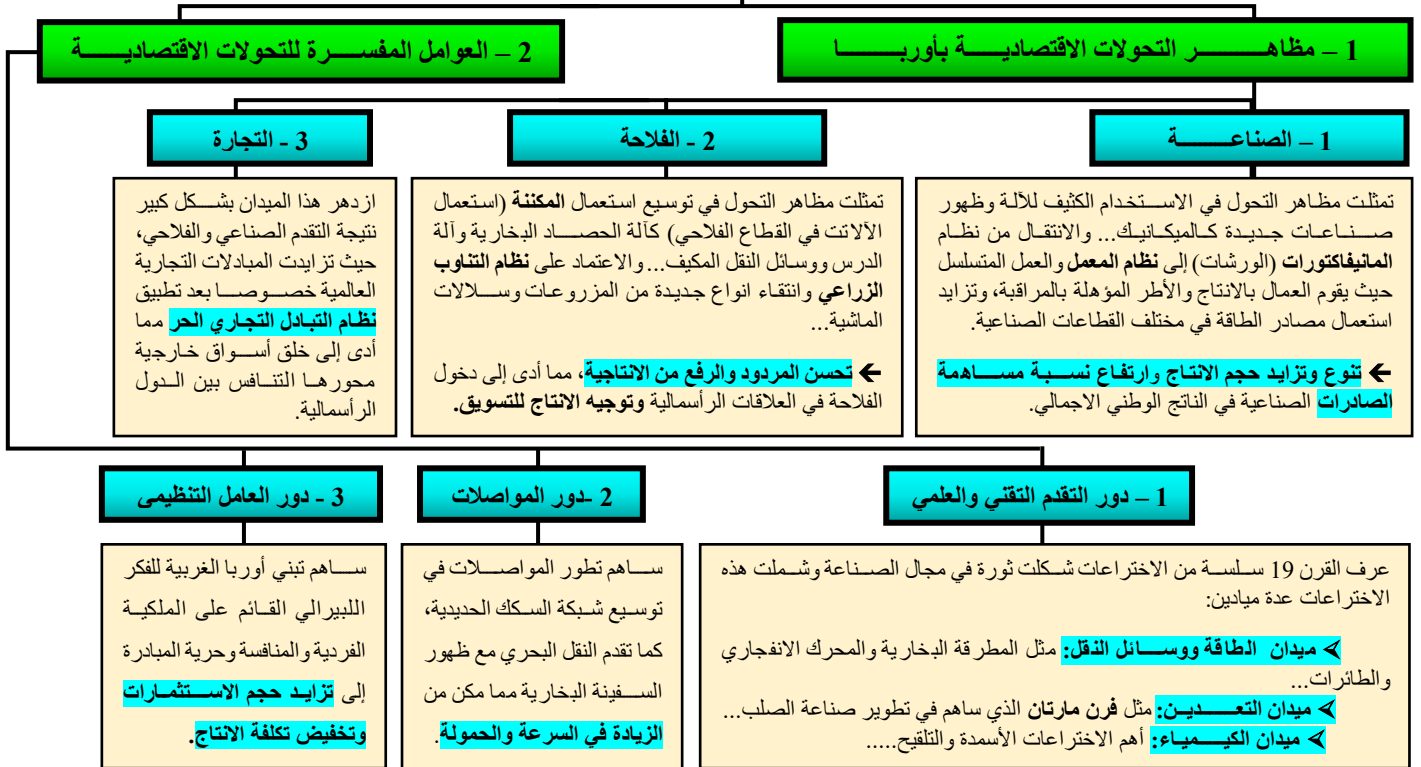 1 – مظاهر التحولات الاقتصادية بأوربا
2 – العوامل المفسرة للتحولات الاقتصادية
1 – الصناعة
2 - الفلاحة
3 - التجارة
تمثلت مظاهر التحول في الاستخدام الكثيف للآلة وظهور
صناعات جديدة كالميكانيك... والانتقال من نظام
المانيفاكتورات (الورشات) إلى نظام المعمل والعمل المتسلسل
حيث يقوم العمال بالانتاج والأطر المؤهلة بالمراقبة، وتزايد
استعمال مصادر الطاقة في مختلف القطاعات الصناعية.
← تنوع وتزايد حجم الانتاج وارتفاع نسبة مساهمة
الصادرات الصناعية في الناتج الوطني الاجمالي.
تمثلت مظاهر التحول في توسيع استعمال المكننة (استعمال
الآلاتت في القطاع الفلاحي) كآلة الحصاد البخارية وآلة
الدرس ووسائل النقل المكيف... والاعتماد على نظام التناوب
الزراعي وانتقاء انواع جديدة من المزروعات وسلالات
الماشية...
← تحسن المردود والرفع من الانتاجية، مما أدى إلى دخول
الفلاحة في العلاقات الرأسمالية وتوجيه الانتاج للتسويق.
ازدهر هذا الميدان بشكل كبير
نتيجة التقدم الصناعي والفلاحي،
حيث تزايدت المبادلات التجارية
العالمية خصوصا بعد تطبيق
نظام التبادل التجاري الحر مما
أدى إلى خلق أسواق خارجية
محورها التنافس بين الدول
الرأسمالية.
1 – دور التقدم التقني والعلمي
2 -دور المواصلات
3 - دور العامل التنظيمى
عرف القرن 19 سلسة من الاختراعات شكلت ثورة في مجال الصناعة وشملت هذه
الاختراعات عدة ميادين:
⮚ ميدان الطاقة ووسائل النقل: مثل المطرقة البخارية والمحرك الانفجاري
والطائرات...
⮚ ميدان التعدين: مثل فرن مارتان الذي ساهم في تطوير صناعة الصلب...
⮚ ميدان الكيمياء: أهم الاختراعات الأسمدة والتلقيح.....
ساهم تطور المواصلات في
توسيع شبكة السكك الحديدية،
كما تقدم النقل البحري مع ظهور
السفينة البخارية مما مكن من
الزيادة في السرعة والحمولة.
ساهم تبني أوربا الغربية للفكر
الليبرالي القائم على الملكية
الفردية والمنافسة وحرية المبادرة
إلى تزايد حجم الاستثمارات
وتخفيض تكلفة الانتاج.